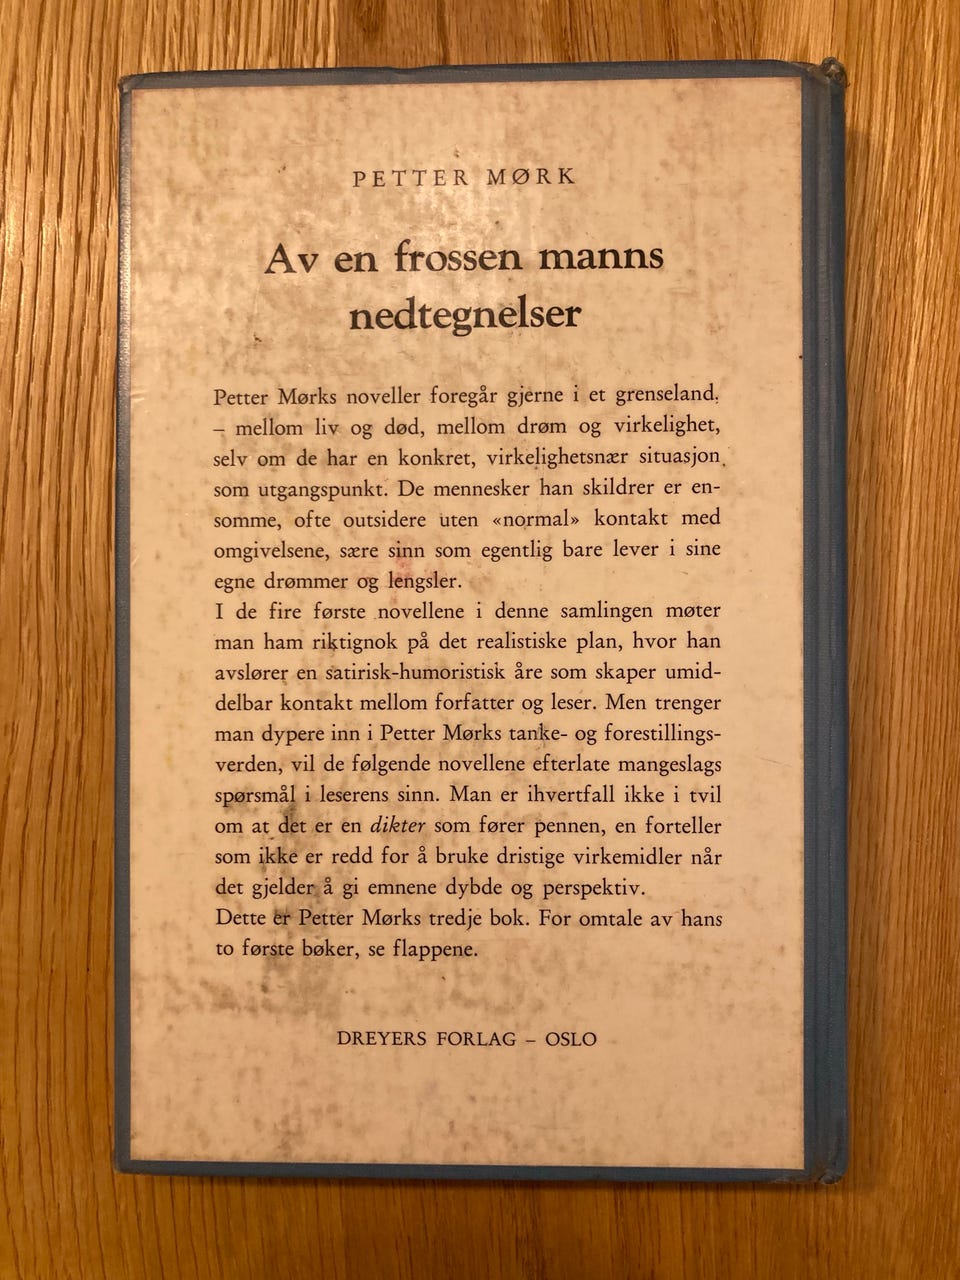 PETTER MØRK
Av en frossen manns
nedtegnelser
Petter Mørks noveller foregår gjerne i et grenseland,
– mellom liv og død, mellom drøm og virkelighet,
selv om de har en konkret, virkelighetsnær situasjon
som utgangspunkt. De mennesker han skildrer er en-
somme, ofte outsidere uten «normal» kontakt med
omgivelsene, sære sinn som egentlig bare lever i sine
egne drømmer og lengsler.
I de fire første novellene i denne samlingen møter
man ham riktignok på det realistiske plan, hvor han
avslører en satirisk-humoristisk åre som skaper umid-
delbar kontakt mellom forfatter og leser. Men trenger
man dypere inn i Petter Mørks tanke- og forestillings-
verden, vil de følgende novellene efterlate mangeslags
spørsmål i leserens sinn. Man er ihvertfall ikke i tvil
om at det er en dikter som fører pennen, en forteller
som ikke er redd for å bruke dristige virkemidler når
det gjelder å gi emnene dybde og perspektiv.
Dette er Petter Mørks tredje bok. For omtale av hans
to første bøker, se flappene.
DREYERS FORLAG – OSLO